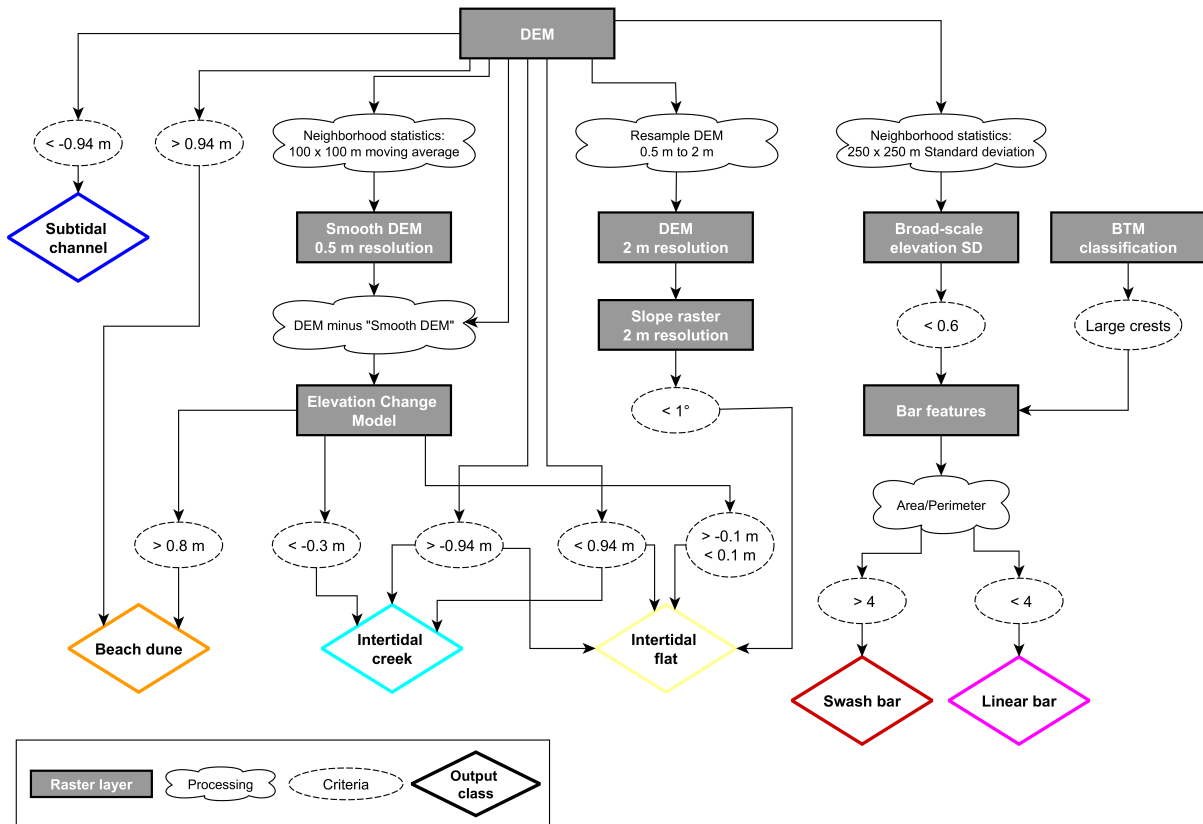 DEM
< -0.94 m
> 0.94 m
Neighborhood statistics:
100 x 100 m moving average
Resample DEM
0.5 m to 2 m
Neighborhood statistics:
250 x 250 m Standard deviation
Subtidal
channel
Smooth DEM
0.5 m resolution
DEM
2 m resolution
Broad-scale
elevation SD
BTM
classification
DEM minus "Smooth DEM"
Slope raster
2 m resolution
< 0.6
Large crests
Elevation Change
Model
< 1°
Bar features
Area/Perimeter
> 0.8 m
< -0.3 m
> -0.94 m
< 0.94 m
> -0.1 m
< 0.1 m
> 4
< 4
Beach dune
Intertidal
creek
Intertidal
flat
Swash bar
Linear bar
Raster layer
Processing
Criteria
Output
class